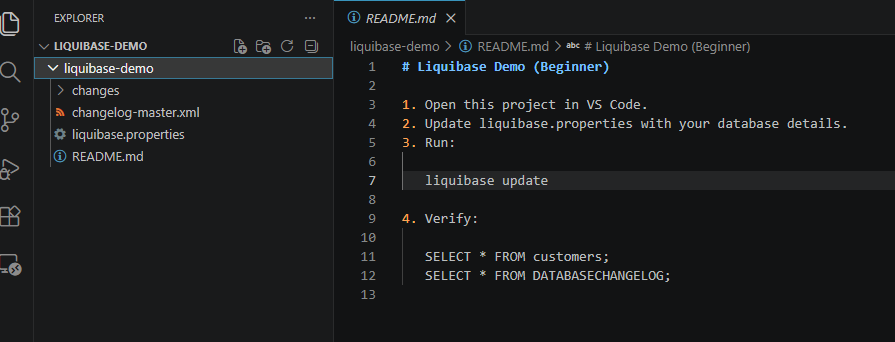 EXPLORER
LIQUIBASE-DEMO
liquibase-demo
changes
changelog-master.xml
liquibase.properties
README.md
README.md
liquibase-demo > README.md > abc # Liquibase Demo (Beginner)
1 # Liquibase Demo (Beginner)
2
3 1. Open this project in VS Code.
4 2. Update liquibase.properties with your database details.
5 3. Run:
6
7 liquibase update
8
9 4. Verify:
10
11 SELECT * FROM customers;
12 SELECT * FROM DATABASECHANGELOG;
13